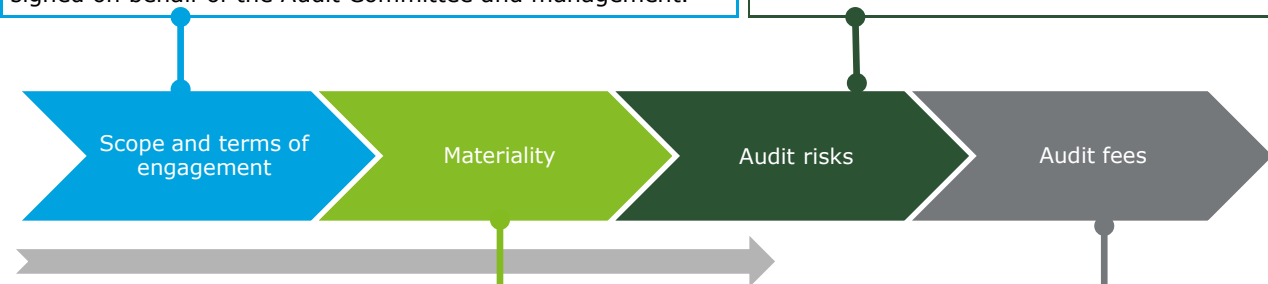 signed on behalf of the Audit Committee and management.
Scope and terms of
engagement
Materiality
Audit risks
Audit fees